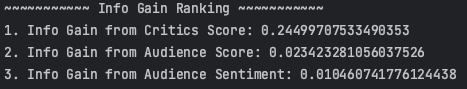 ~~~~~~~~~~~ Info Gain Ranking ~~~~~~~~~~~
1. Info Gain from Critics Score: 0.24499707533490353
2. Info Gain from Audience Score: 0.023423281056037526
3. Info Gain from Audience Sentiment: 0.010460741776124438